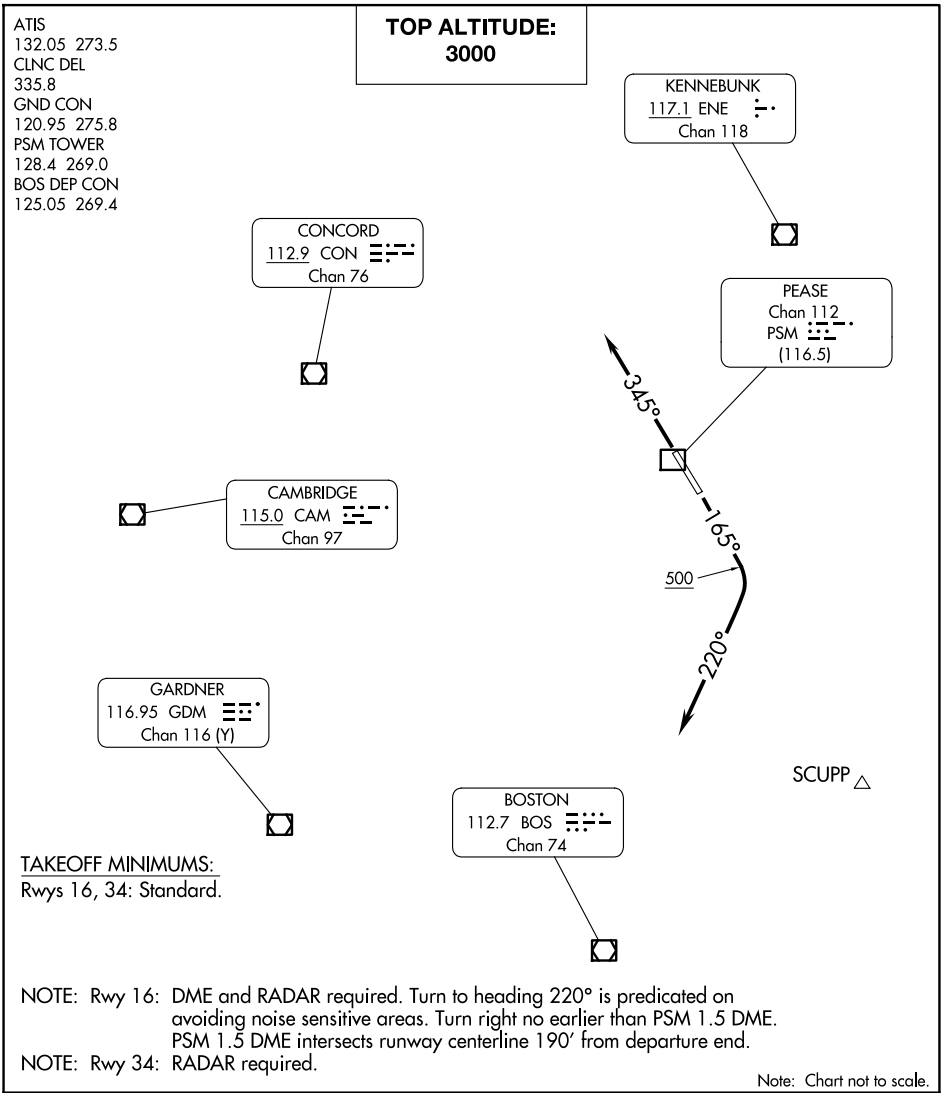 ATIS
132.05 273.5
CLNC DEL
335.8
GND CON
120.95 275.8
PSM TOWER
128.4 269.0
BOS DEP CON
125.05 269.4
TOP ALTITUDE:
3000
KENNEBUNK
117.1 ENE
Chan 118
CONCORD
112.9 CON
Chan 76
PEASE
Chan 112
PSM
(116.5)
345°
CAMBRIDGE
115.0 CAM
Chan 97
165°
500
220°
GARDNER
116.95 GDM
Chan 116 (Y)
SCUPP
BOSTON
112.7 BOS
Chan 74
TAKEOFF MINIMUMS:
Rwys 16, 34: Standard.
NOTE: Rwy 16: DME and RADAR required. Turn to heading 220° is predicated on
avoiding noise sensitive areas. Turn right no earlier than PSM 1.5 DME.
PSM 1.5 DME intersects runway centerline 190' from departure end.
NOTE: Rwy 34: RADAR required.
Note: Chart not to scale.